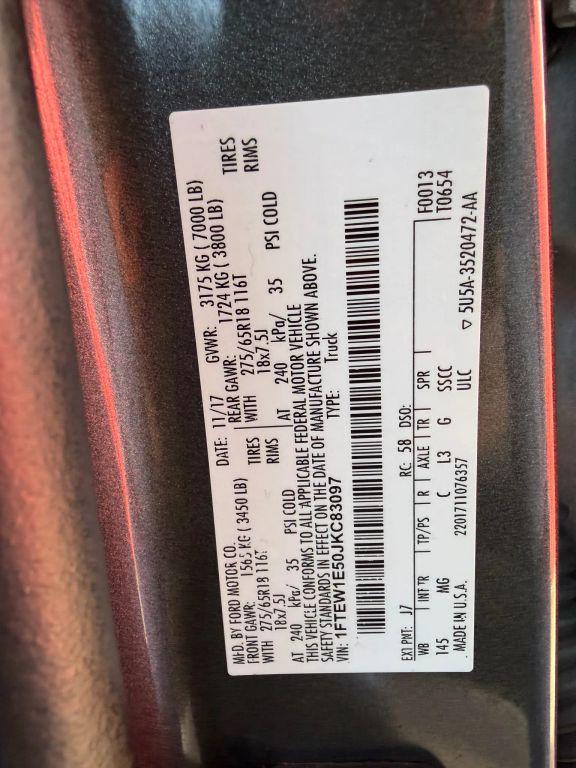 MFD. BY FORD MOTOR CO. DATE: 11/17 GVWR: 3175 KG ( 7000 LB)
FRONT GAWR: 1565 KG ( 3450 LB) REAR GAWR: 1724 KG ( 3800 LB)
WITH 275/65R18 116T TIRES WITH 275/65R18 116T TIRES
18x7.5J RIMS 18x7.5J RIMS
AT 240 kPa/ 35 PSI COLD AT 240 kPa/ 35 PSI COLD
THIS VEHICLE CONFORMS TO ALL APPLICABLE FEDERAL MOTOR VEHICLE
SAFETY STANDARDS IN EFFECT ON THE DATE OF MANUFACTURE SHOWN ABOVE.
VIN: 1FTEW1E50JKC83097 TYPE: Truck
EXT PNT: J7 RC: 58 DSO: F0013
WB INT TR TP/PS R AXLE TR SPR T0654
145 MG C L3 G SSCC
MADE IN U.S.A. 2201711076357 ULC ▽ 5U5A-3520472-AA